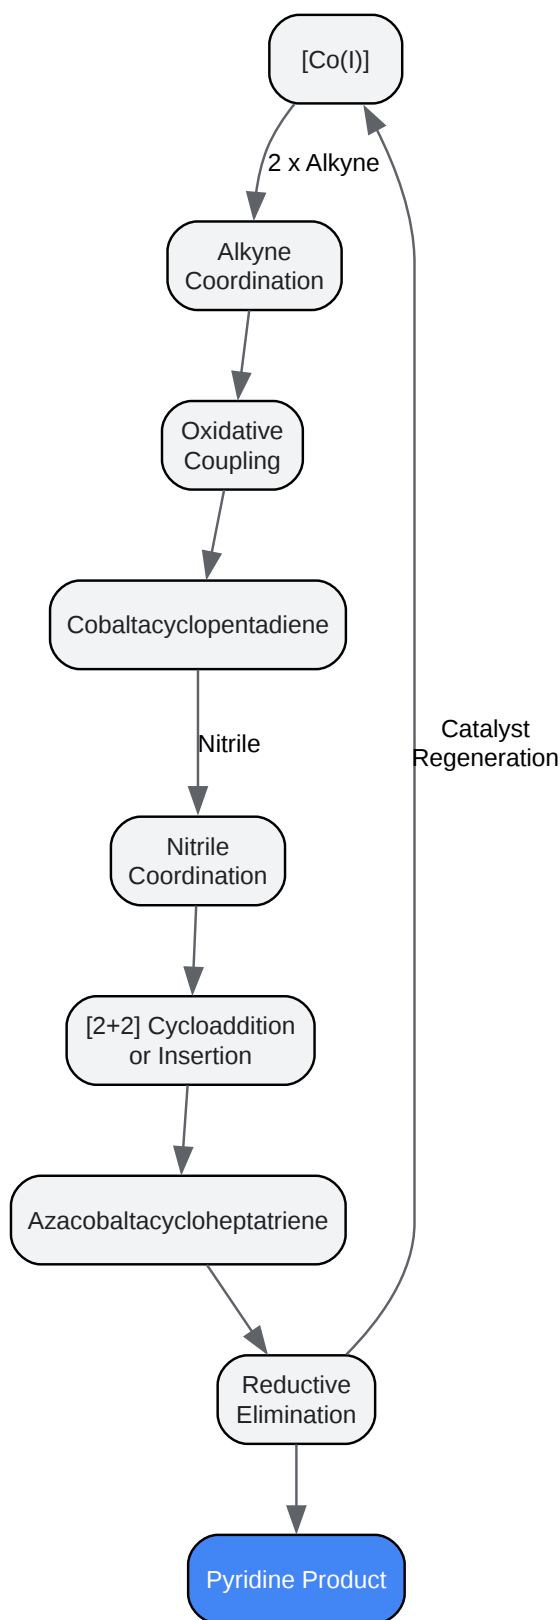 [Co(I)]
2 x Alkyne
Alkyne
Coordination
Oxidative
Coupling
Cobaltacyclopentadiene
Nitrile
Catalyst
Regeneration
Nitrile
Coordination
[2+2] Cycloaddition
or Insertion
Azacobaltacycloheptatriene
Reductive
Elimination
Pyridine Product